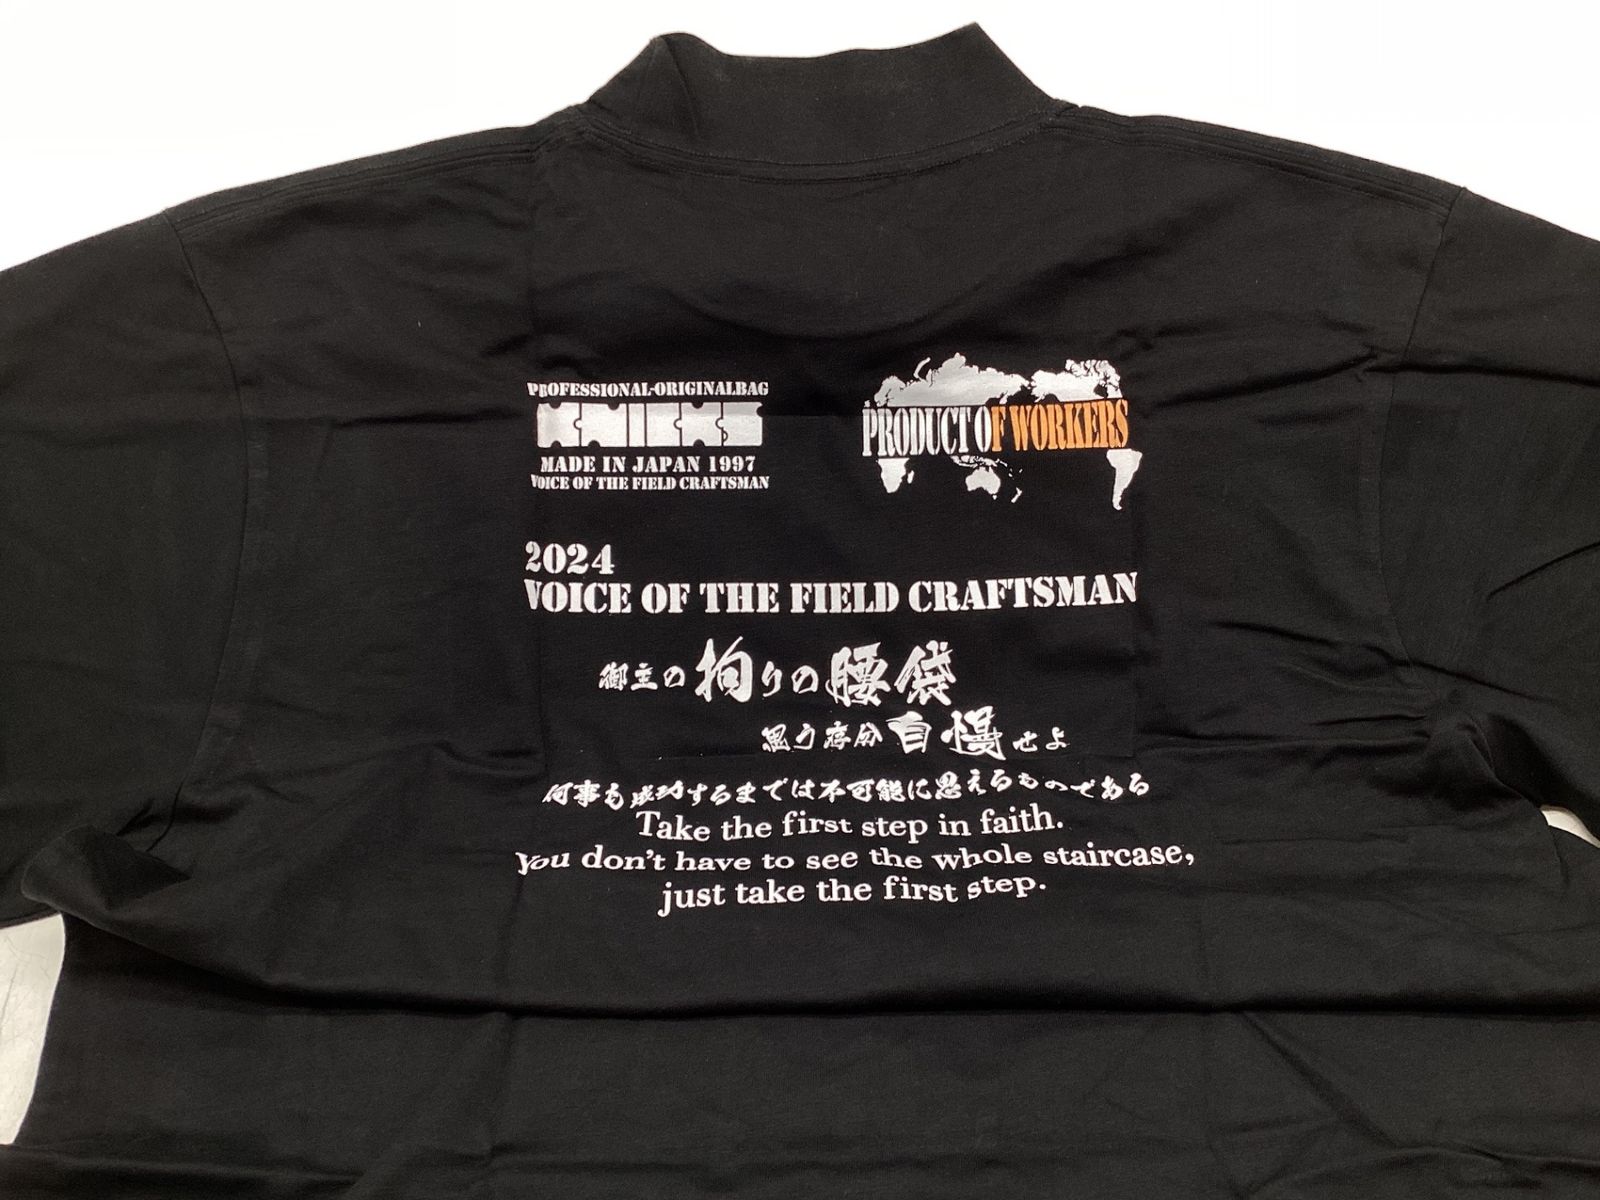 PROFESSIONAL-ORIGINALBAG
KNICKS
MADE IN JAPAN 1997
VOICE OF THE FIELD CRAFTSMAN
PRODUCT OF WORKERS
2024
VOICE OF THE FIELD CRAFTSMAN
御主の拘りの腰袋
思う存分自慢せよ
何事も成功するまでは不可能に思えるものである
Take the first step in faith.
You don't have to see the whole staircase,
just take the first step.